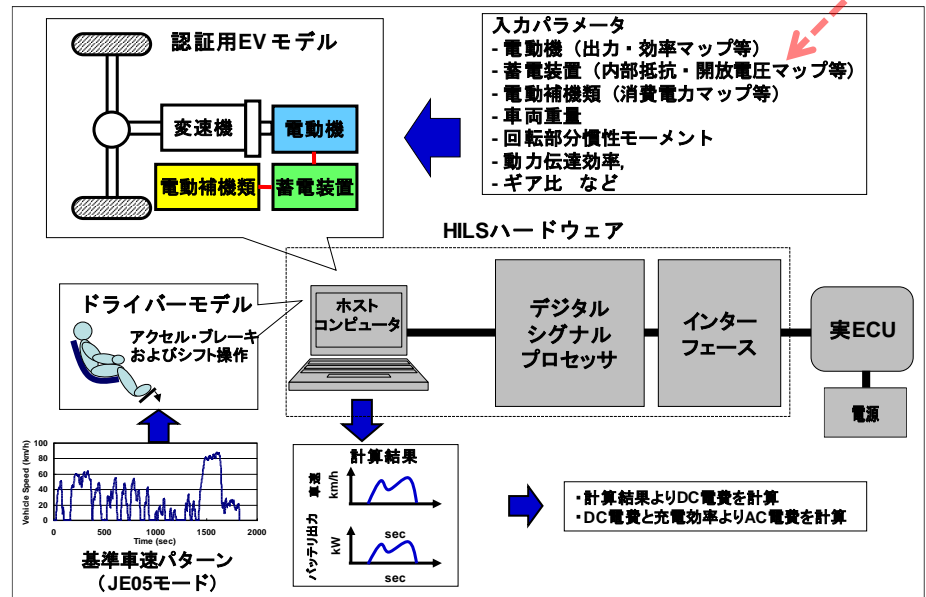 認証用EV モデル
変速機
電動機
電動補機類
蓄電装置
入力パラメータ
- 電動機（出力・効率マップ等）
- 蓄電装置（内部抵抗・開放電圧マップ等）
- 電動補機類（消費電力マップ等）
- 車両重量
- 回転部分慣性モーメント
- 動力伝達効率,
- ギア比　など
HILSハードウェア
ホスト
コンピュータ
デジタル
シグナル
プロセッサ
インター
フェース
実ECU
電源
ドライバーモデル
アクセル・ブレーキ
およびシフト操作
Vehicle Speed (km/h)
100
80
60
40
20
0
0 500 1000 1500 2000
Time (sec)
基準車速パターン
（JE05モード）
計算結果
車速
km/h
sec
バッテリ出力
kW
sec
・計算結果よりDC電費を計算
・DC電費と充電効率よりAC電費を計算